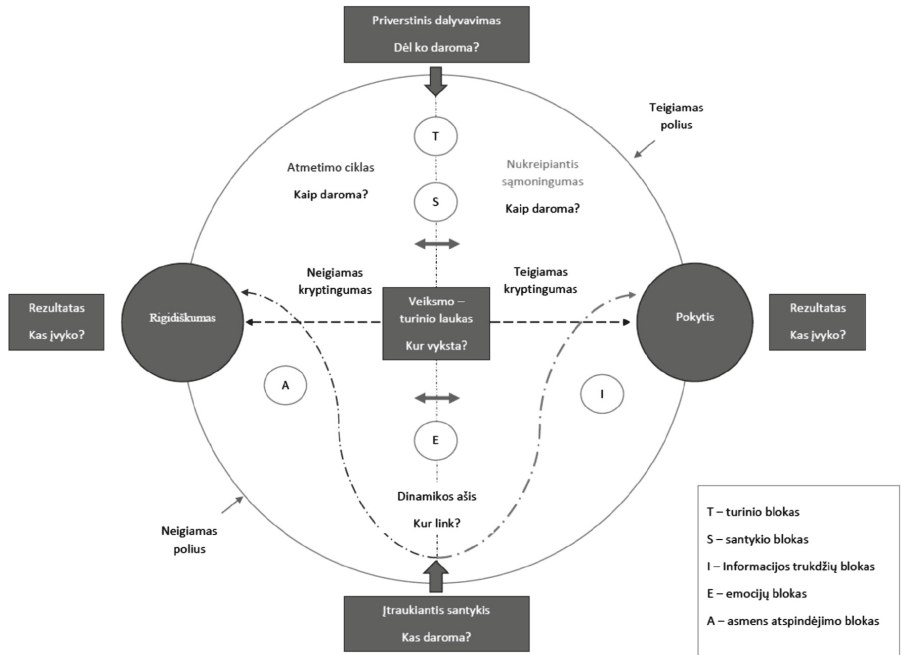 Priverstinis dalyvavimas
Dėl ko daroma?
Teigiamas
polius
T
Atmetimo ciklas
Kaip daroma?
Nukreipiantis
sąmoningumas
Kaip daroma?
S
Neigiamas
kryptingumas
Teigiamas
kryptingumas
Rezultatas
Kas įvyko?
Rigidiškumas
Veiksmo –
turinio laukas
Kur vyksta?
Pokytis
Rezultatas
Kas įvyko?
A
I
E
Dinamikos ašis
Kur link?
Neigiamas
polius
Įtraukiantis santykis
Kas daroma?
T – turinio blokas
S – santykio blokas
I – Informacijos trukdžių blokas
E – emocijų blokas
A – asmens atspindėjimo blokas